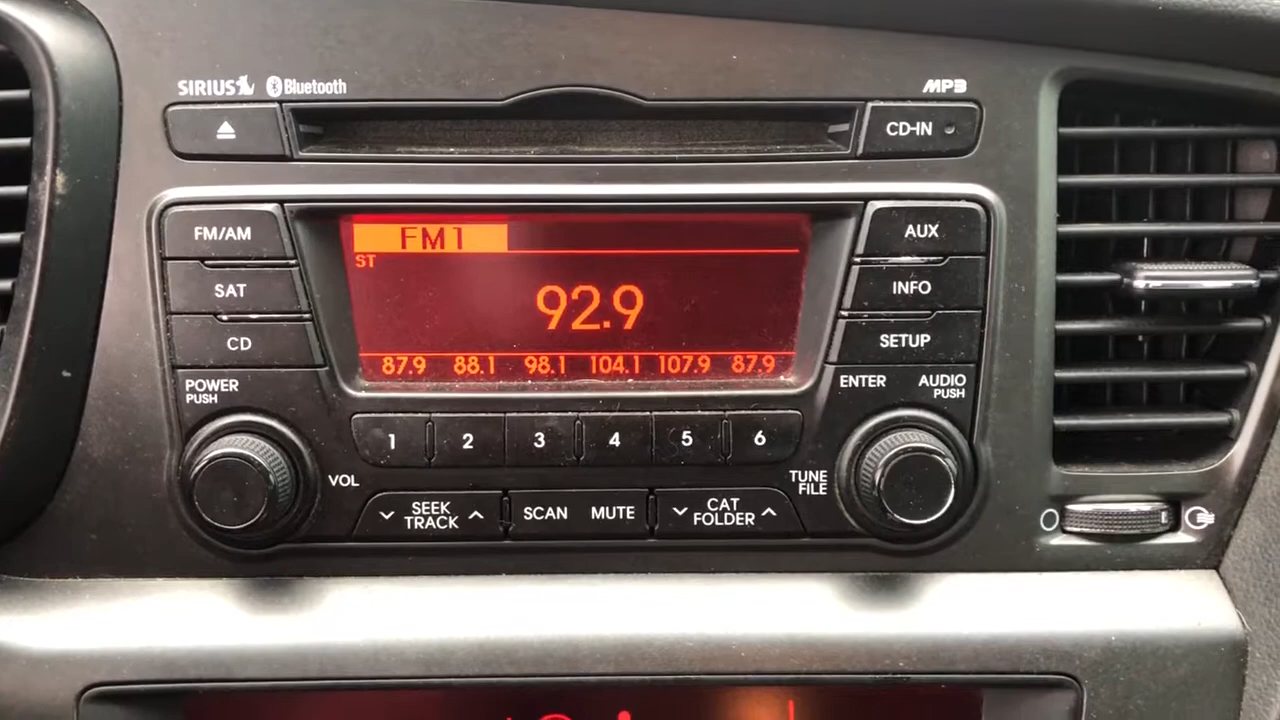 SIRIUS Bluetooth MP3
CD-IN
FM/AM FM1 AUX
ST
SAT 92.9 INFO
CD SETUP
87.9 88.1 98.1 104.1 107.9 87.9
POWER PUSH
ENTER AUDIO PUSH
1 2 3 4 5 6
VOL TUNE FILE
SEEK TRACK SCAN MUTE CAT FOLDER